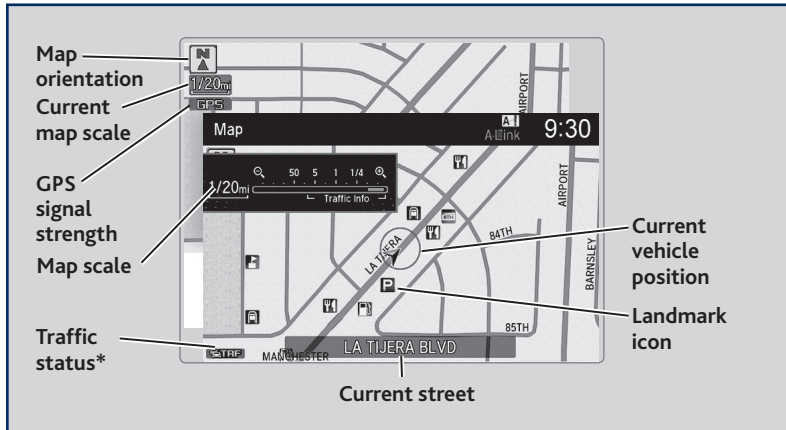 Map
orientation
Current
map scale
GPS
signal
strength
Map scale
Traffic
status*
N
1/20mi
GPS
Map
9:30
50 5 1 1/4
1/20mi
Traffic Info
AIRPORT
AIRPORT
BARNSLEY
84TH
LA TIJERA
P
85TH
TRF
MANCHESTER
LA TIJERA BLVD
Current
vehicle
position
Landmark
icon
Current street